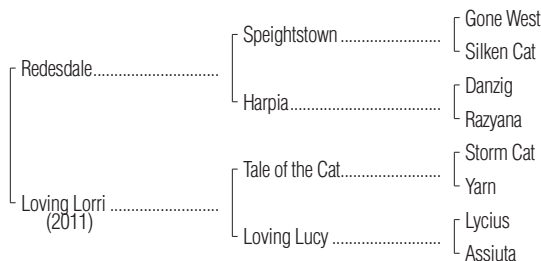 Gone West
Speightstown
Silken Cat
Redesdale
Danzig
Harpia
Razyana
Storm Cat
Tale of the Cat
Yarn
Loving Lorri
(2011)
Lycius
Loving Lucy
Assiuta